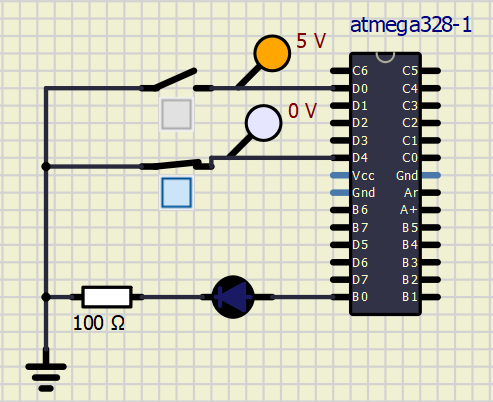 atmega328-1
5 V
0 V
C6 C5
D0 C4
D1 C3
D2 C2
D3 C1
D4 C0
Vcc Gnd
Gnd Ar
B6 A+
B7 B5
D5 B4
D6 B3
D7 B2
B0 B1
100 Ω